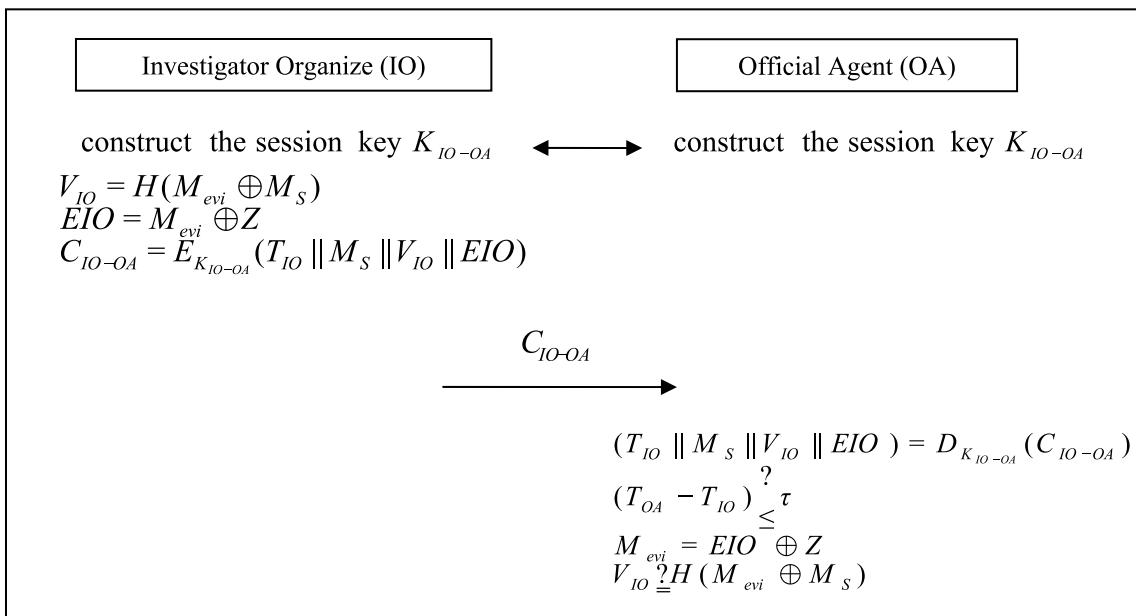 Investigator Organize (IO)
Official Agent (OA)
construct the session key K_{IO-OA}
construct the session key K_{IO-OA}
V_{IO} = H(M_{evi} ⊕ M_S)
EIO = M_{evi} ⊕ Z
C_{IO-OA} = E_{K_{IO-OA}}(T_{IO} || M_S || V_{IO} || EIO)
C_{IO-OA}
(T_{IO} || M_S || V_{IO} || EIO) = D_{K_{IO-OA}}(C_{IO-OA})
(T_{OA} − T_{IO}) ?≤ τ
M_{evi} = EIO ⊕ Z
V_{IO} ?= H(M_{evi} ⊕ M_S)